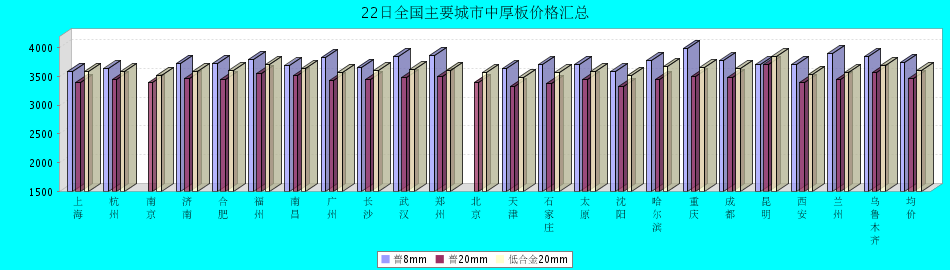 22日全国主要城市中厚板价格汇总
4000
3500
3000
2500
2000
1500
上海
杭州
南京
济南
合肥
福州
南昌
广州
长沙
武汉
郑州
北京
天津
石家庄
太原
沈阳
哈尔滨
重庆
成都
昆明
西安
兰州
乌鲁木齐
均价
普8mm 普20mm 低合金20mm